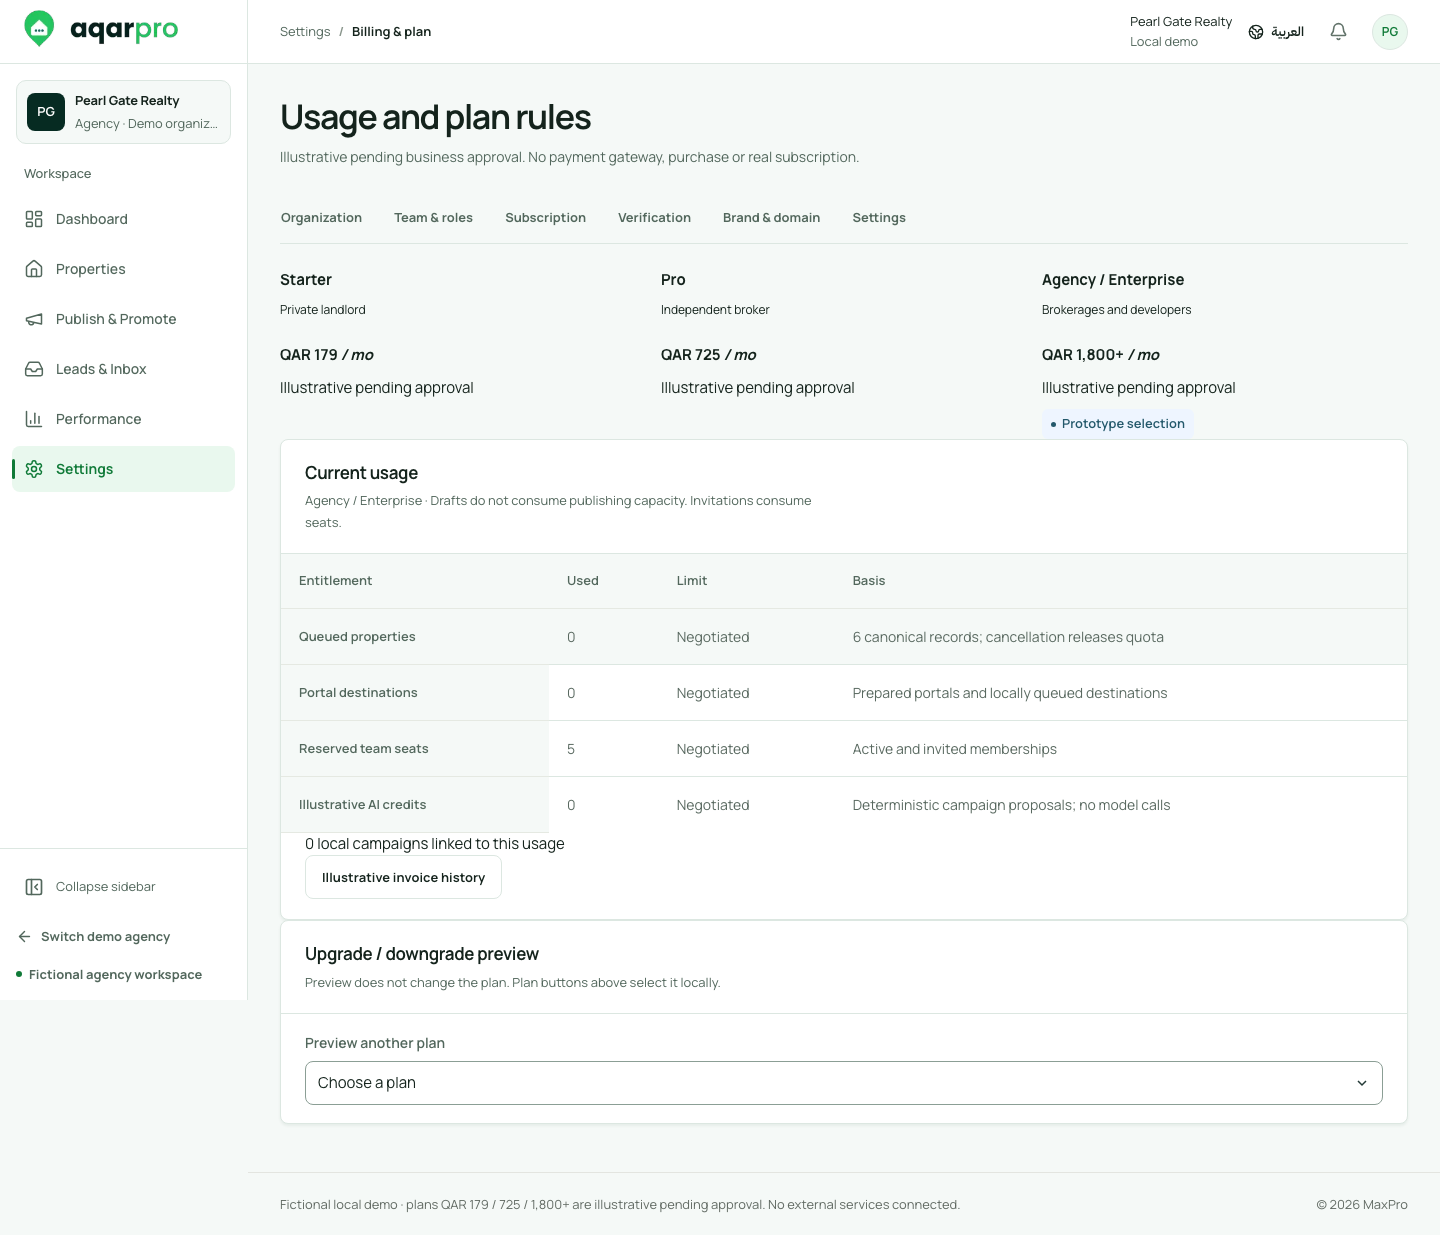 aqarpro
Settings / Billing & plan
Pearl Gate Realty
Local demo
العربية
PG
PG
Pearl Gate Realty
Agency · Demo organiz...
Workspace
Dashboard
Properties
Publish & Promote
Leads & Inbox
Performance
Settings
Collapse sidebar
Switch demo agency
Fictional agency workspace
Usage and plan rules
Illustrative pending business approval. No payment gateway, purchase or real subscription.
Organization Team & roles Subscription Verification Brand & domain Settings
Starter
Private landlord
QAR 179 / mo
Illustrative pending approval
Pro
Independent broker
QAR 725 / mo
Illustrative pending approval
Agency / Enterprise
Brokerages and developers
QAR 1,800+ / mo
Illustrative pending approval
Prototype selection
Current usage
Agency / Enterprise · Drafts do not consume publishing capacity. Invitations consume
seats.
Entitlement Used Limit Basis
Queued properties 0 Negotiated 6 canonical records; cancellation releases quota
Portal destinations 0 Negotiated Prepared portals and locally queued destinations
Reserved team seats 5 Negotiated Active and invited memberships
Illustrative AI credits 0 Negotiated Deterministic campaign proposals; no model calls
0 local campaigns linked to this usage
Illustrative invoice history
Upgrade / downgrade preview
Preview does not change the plan. Plan buttons above select it locally.
Preview another plan
Choose a plan
Fictional local demo · plans QAR 179 / 725 / 1,800+ are illustrative pending approval. No external services connected.
© 2026 MaxPro